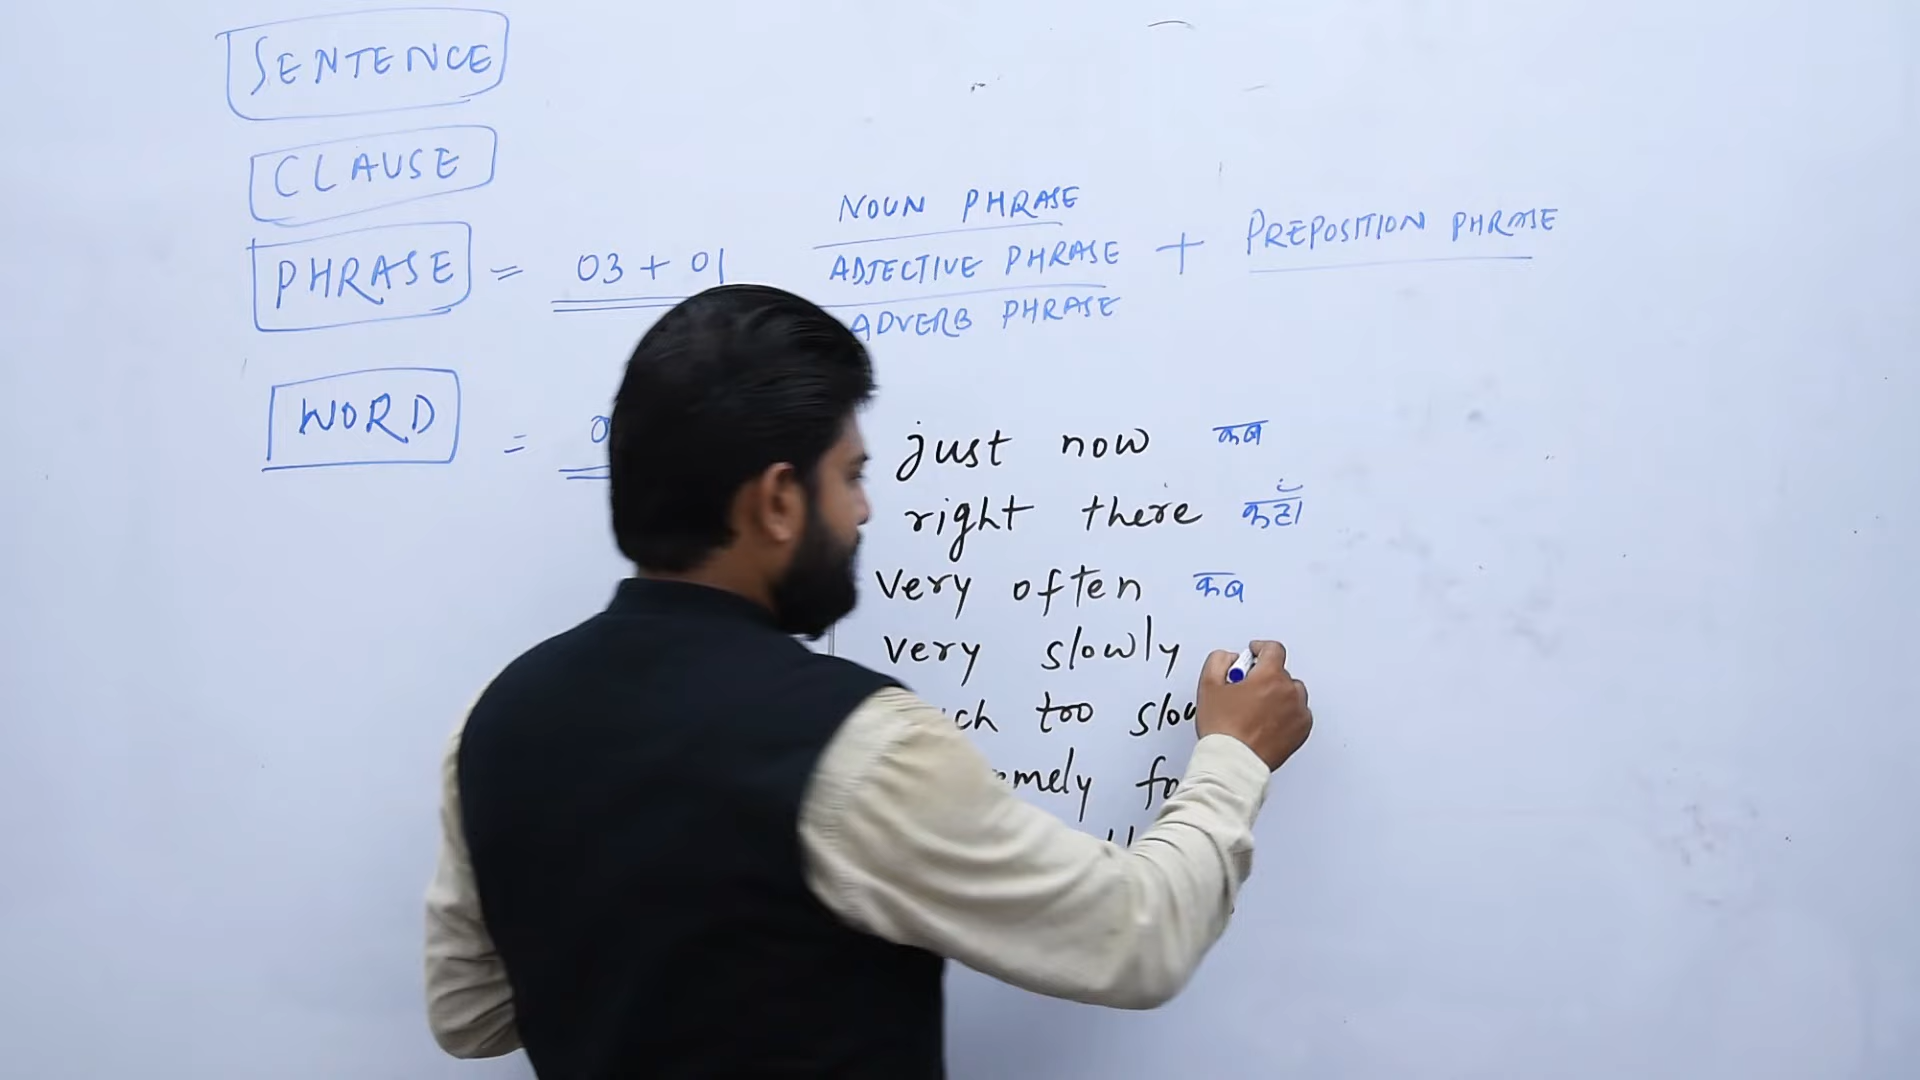 SENTENCE
CLAUSE
NOUN PHRASE
PHRASE = 03 + 01 ADJECTIVE PHRASE + PREPOSITION PHRASE
ADVERB PHRASE
WORD =
just now कब
right there कहाँ
very often कब
very slowly
too